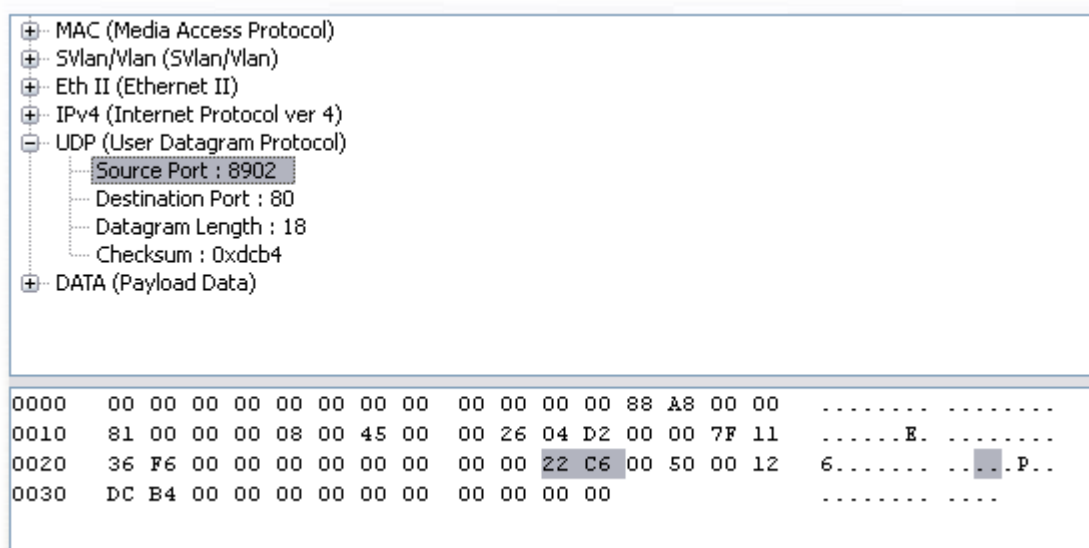 MAC (Media Access Protocol)
SVlan/Vlan (SVlan/Vlan)
Eth II (Ethernet II)
IPv4 (Internet Protocol ver 4)
UDP (User Datagram Protocol)
Source Port : 8902
Destination Port : 80
Datagram Length : 18
Checksum : 0xdcb4
DATA (Payload Data)
0000 00 00 00 00 00 00 00 00 00 00 00 00 88 A8 00 00 ........ ........
0010 81 00 00 00 08 00 45 00 00 26 04 D2 00 00 7F 11 ......E. ........
0020 36 F6 00 00 00 00 00 00 00 00 22 C6 00 50 00 12 6....... .....P..
0030 DC B4 00 00 00 00 00 00 00 00 00 00 ........ ....